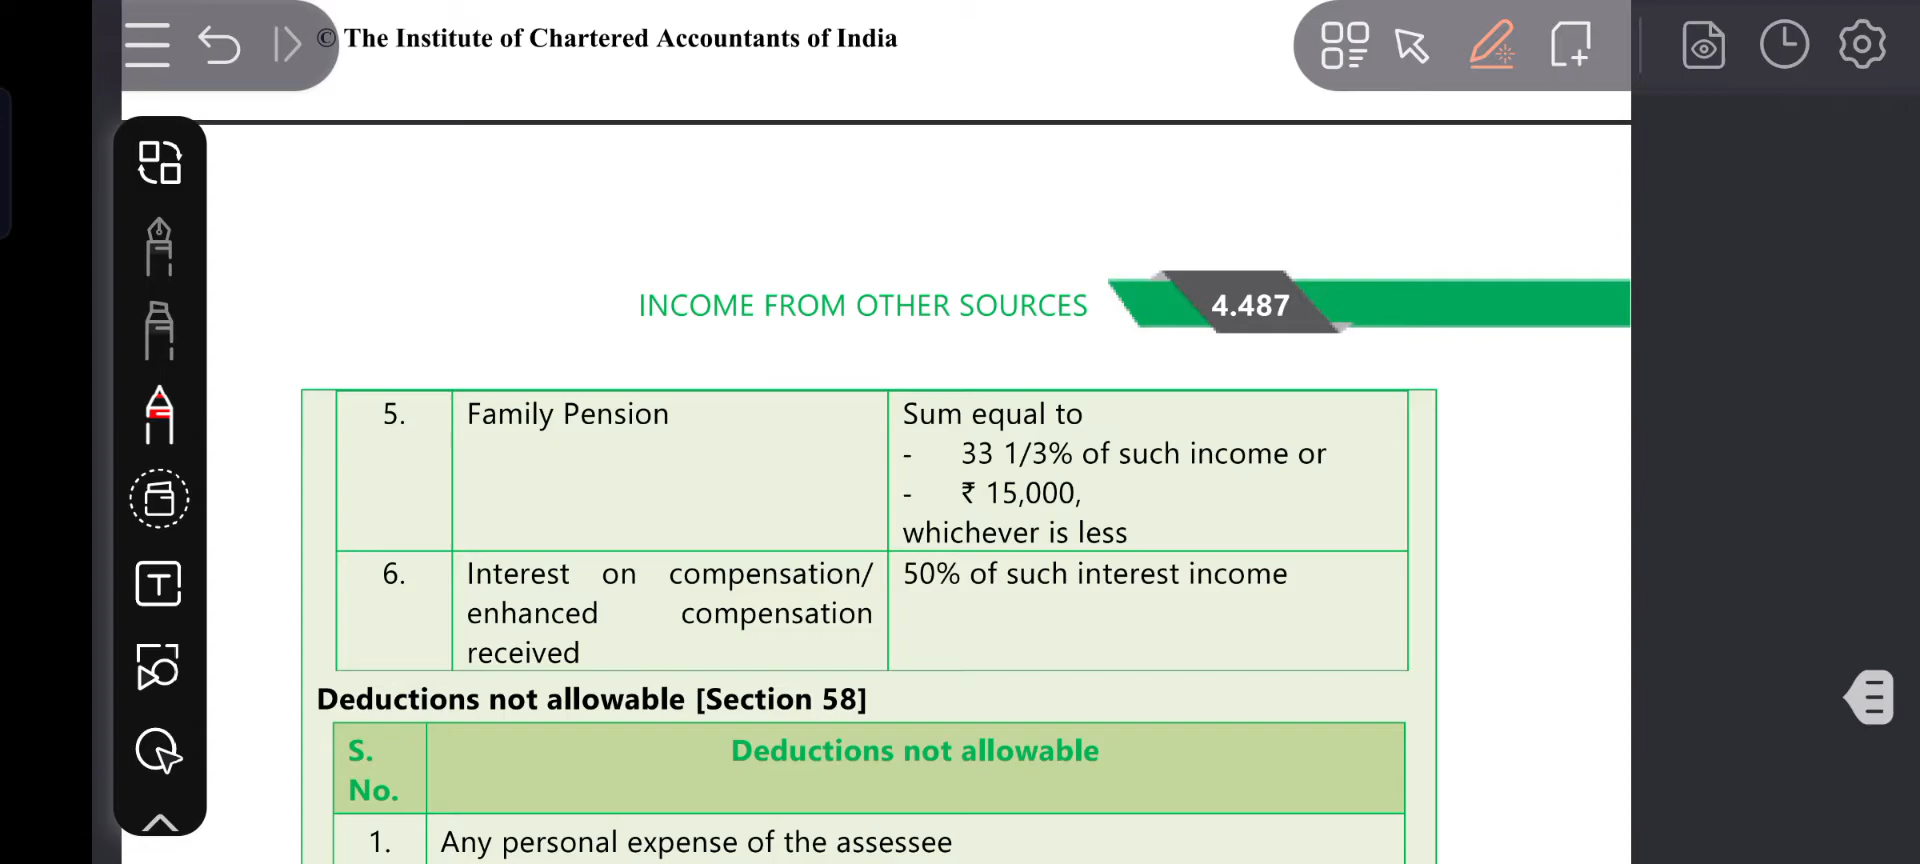 © The Institute of Chartered Accountants of India
INCOME FROM OTHER SOURCES 4.487
5. Family Pension Sum equal to
- 33 1/3% of such income or
- ₹ 15,000,
whichever is less
6. Interest on compensation/ 50% of such interest income
enhanced compensation
received
Deductions not allowable [Section 58]
S. Deductions not allowable
No.
1. Any personal expense of the assessee